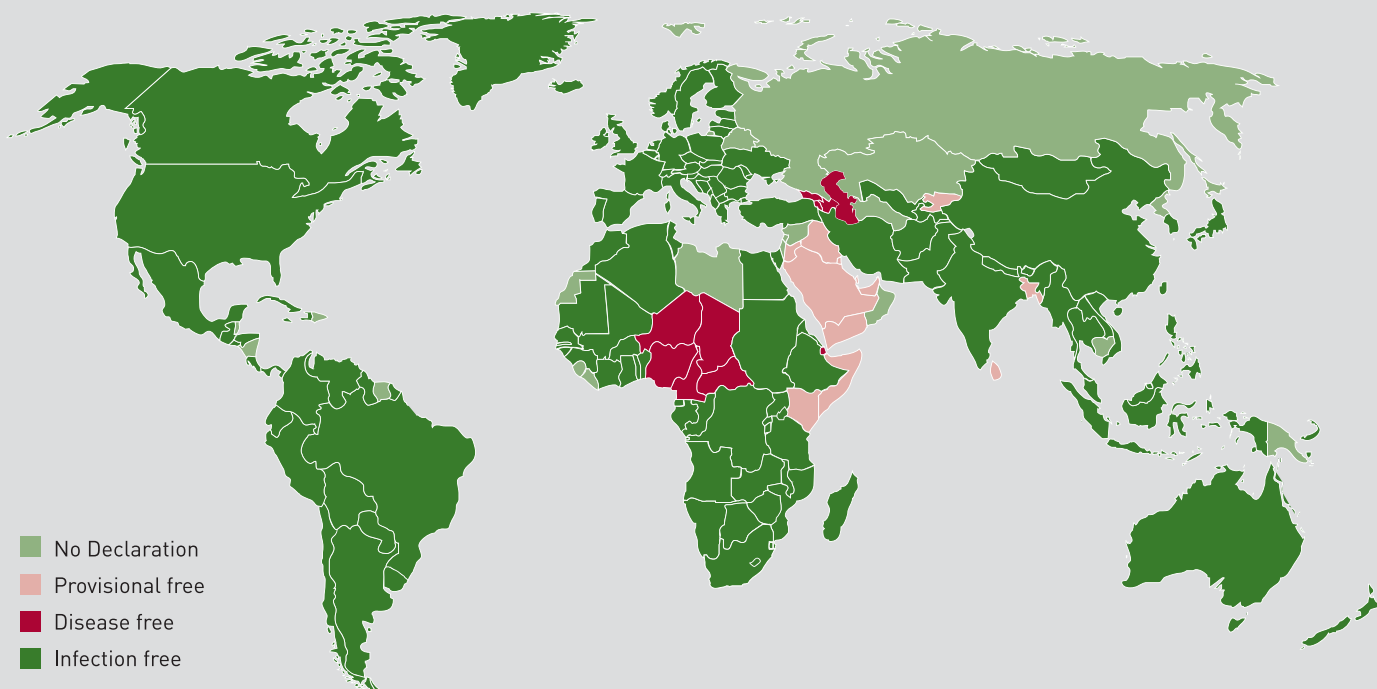 No Declaration
Provisional free
Disease free
Infection free